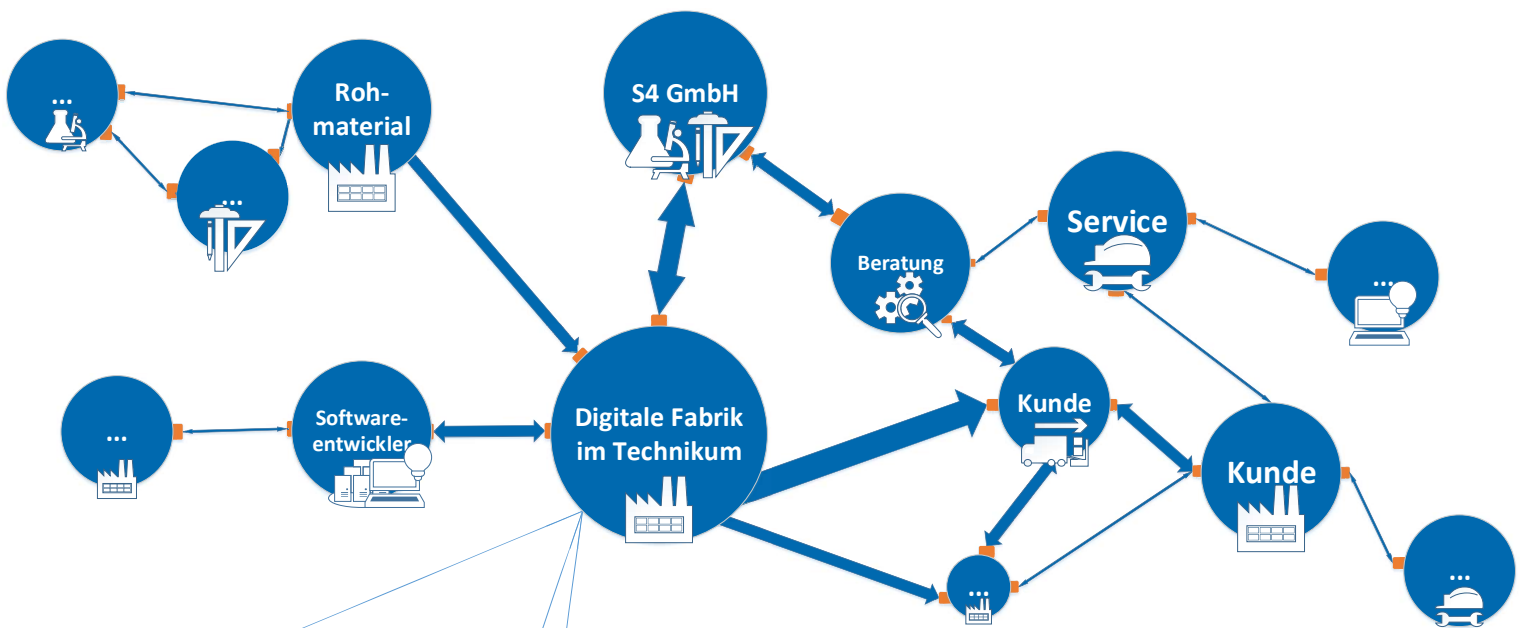 ...
Roh-
material
...
S4 GmbH
Beratung
Service
...
...
Software-
entwickler
Digitale Fabrik
im Technikum
Kunde
Kunde
...
...